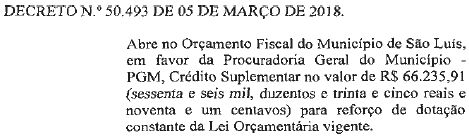 DECRETO N.º 50.493 DE 05 DE MARÇO DE 2018.
Abre no Orçamento Fiscal do Município de São Luís,
em favor da Procuradoria Geral do Município -
PGM, Crédito Suplementar no valor de R$ 66.235,91
(sessenta e seis mil, duzentos e trinta e cinco reais e
noventa e um centavos) para reforço de dotação
constante da Lei Orçamentária vigente.